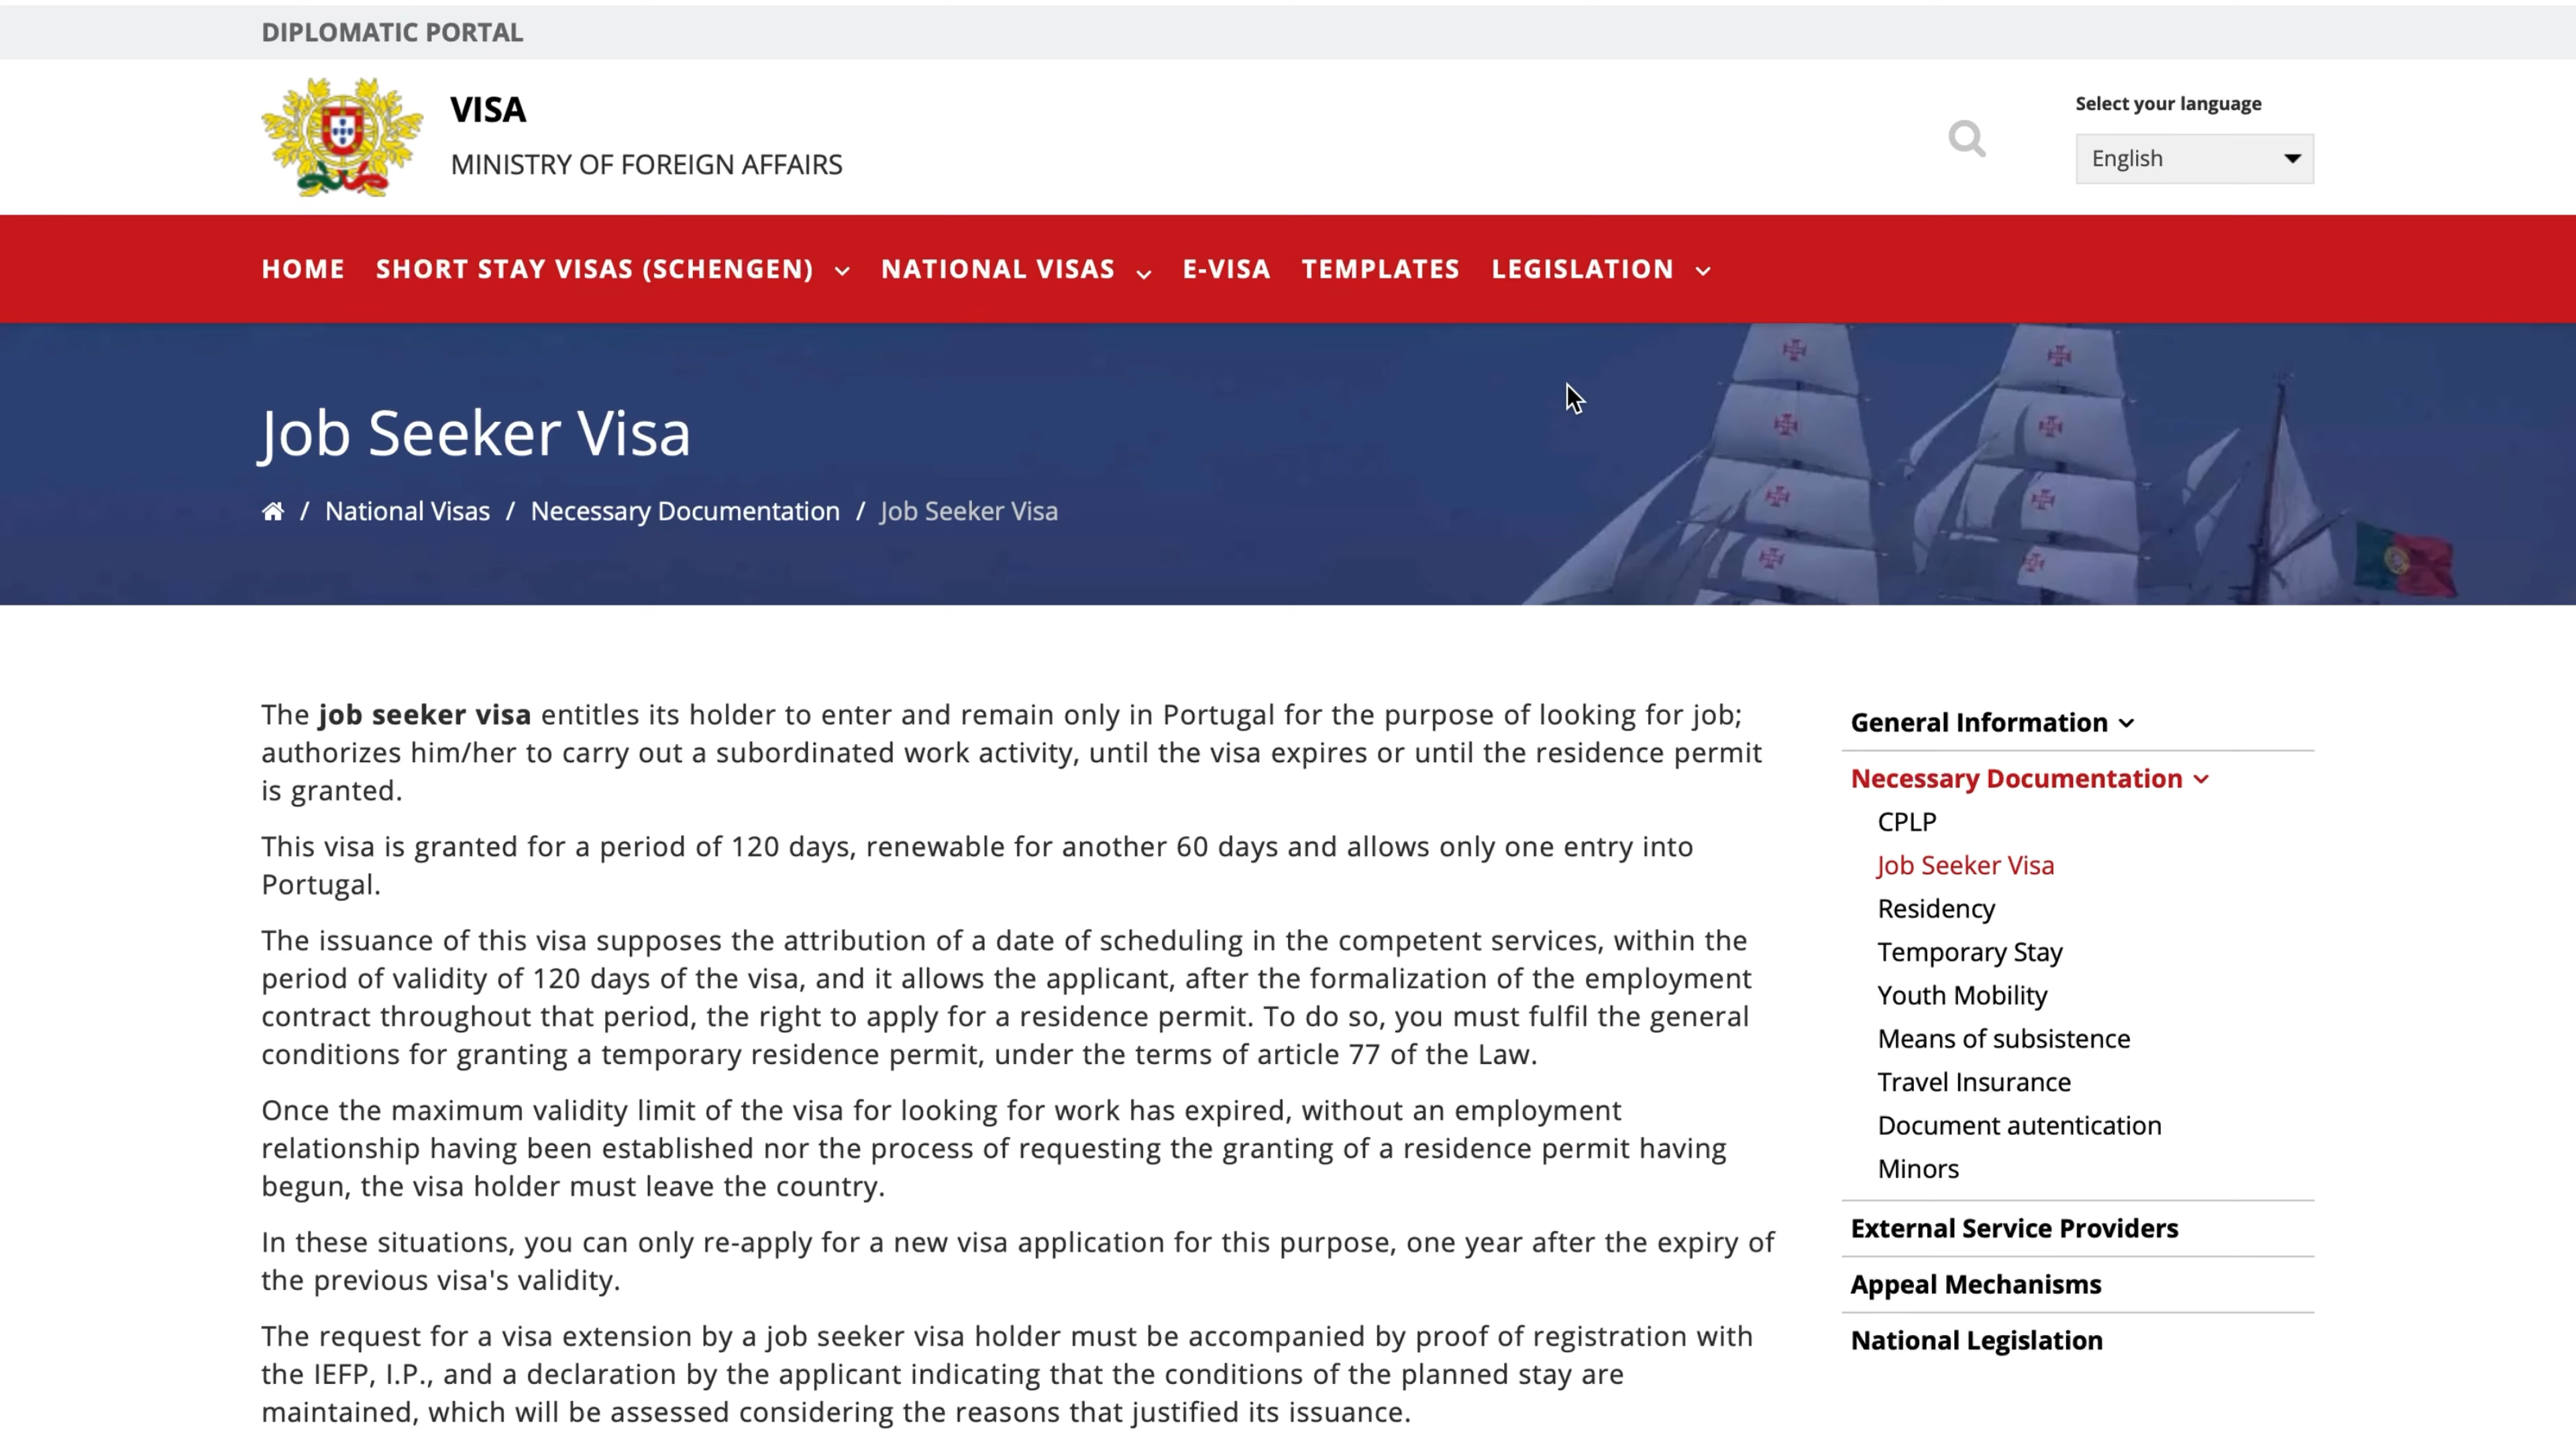 DIPLOMATIC PORTAL
VISA
MINISTRY OF FOREIGN AFFAIRS
Select your language
English
HOME SHORT STAY VISAS (SCHENGEN) NATIONAL VISAS E-VISA TEMPLATES LEGISLATION
Job Seeker Visa
/ National Visas / Necessary Documentation / Job Seeker Visa
The job seeker visa entitles its holder to enter and remain only in Portugal for the purpose of looking for job;
authorizes him/her to carry out a subordinated work activity, until the visa expires or until the residence permit
is granted.
This visa is granted for a period of 120 days, renewable for another 60 days and allows only one entry into
Portugal.
The issuance of this visa supposes the attribution of a date of scheduling in the competent services, within the
period of validity of 120 days of the visa, and it allows the applicant, after the formalization of the employment
contract throughout that period, the right to apply for a residence permit. To do so, you must fulfil the general
conditions for granting a temporary residence permit, under the terms of article 77 of the Law.
Once the maximum validity limit of the visa for looking for work has expired, without an employment
relationship having been established nor the process of requesting the granting of a residence permit having
begun, the visa holder must leave the country.
In these situations, you can only re-apply for a new visa application for this purpose, one year after the expiry of
the previous visa's validity.
The request for a visa extension by a job seeker visa holder must be accompanied by proof of registration with
the IEFP, I.P., and a declaration by the applicant indicating that the conditions of the planned stay are
maintained, which will be assessed considering the reasons that justified its issuance.
General Information
Necessary Documentation
CPLP
Job Seeker Visa
Residency
Temporary Stay
Youth Mobility
Means of subsistence
Travel Insurance
Document autentication
Minors
External Service Providers
Appeal Mechanisms
National Legislation